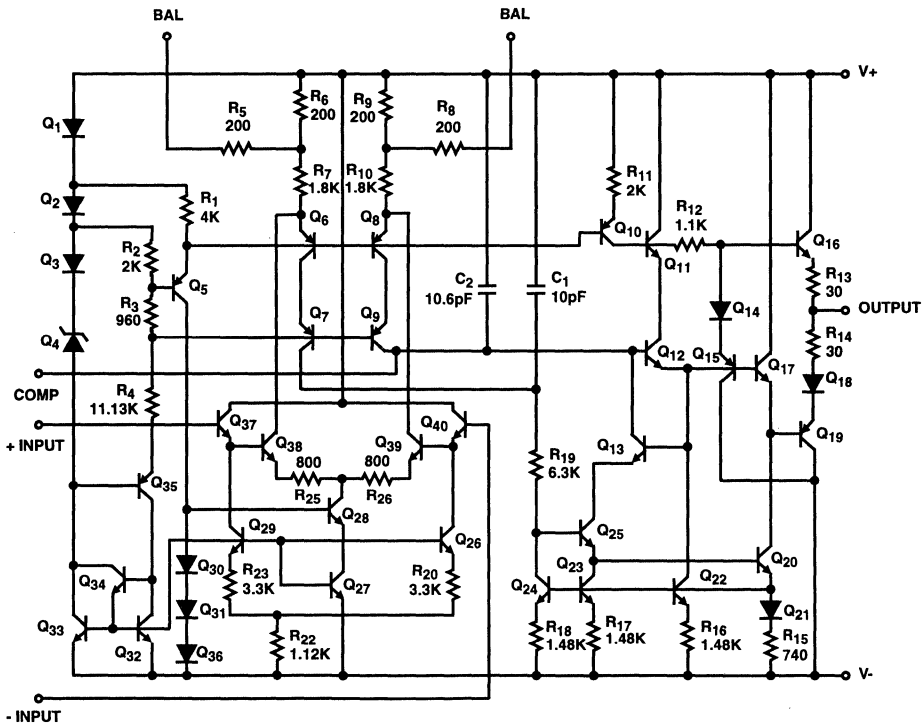 BAL
BAL
V+
R6
200
R9
200
R5
200
R8
200
Q1
R7
1.8K
R10
1.8K
R11
2K
Q2
R1
4K
R12
1.1K
Q6
Q8
Q10
Q16
R2
2K
Q11
Q3
Q5
C2
10.6pF
C1
10pF
R13
30
R3
960
Q14
OUTPUT
Q7
Q9
R14
30
Q4
Q12
Q15
Q17
Q18
COMP
R4
11.13K
Q37
Q40
Q19
+ INPUT
Q38
Q39
Q13
800
800
R19
6.3K
R25
R26
Q35
Q28
Q29
Q26
Q25
Q34
Q30
R23
3.3K
Q27
R20
3.3K
Q24
Q23
Q22
Q20
Q31
Q21
Q33
Q32
Q36
R22
1.12K
R18
1.48K
R17
1.48K
R16
1.48K
R15
740
V-
- INPUT